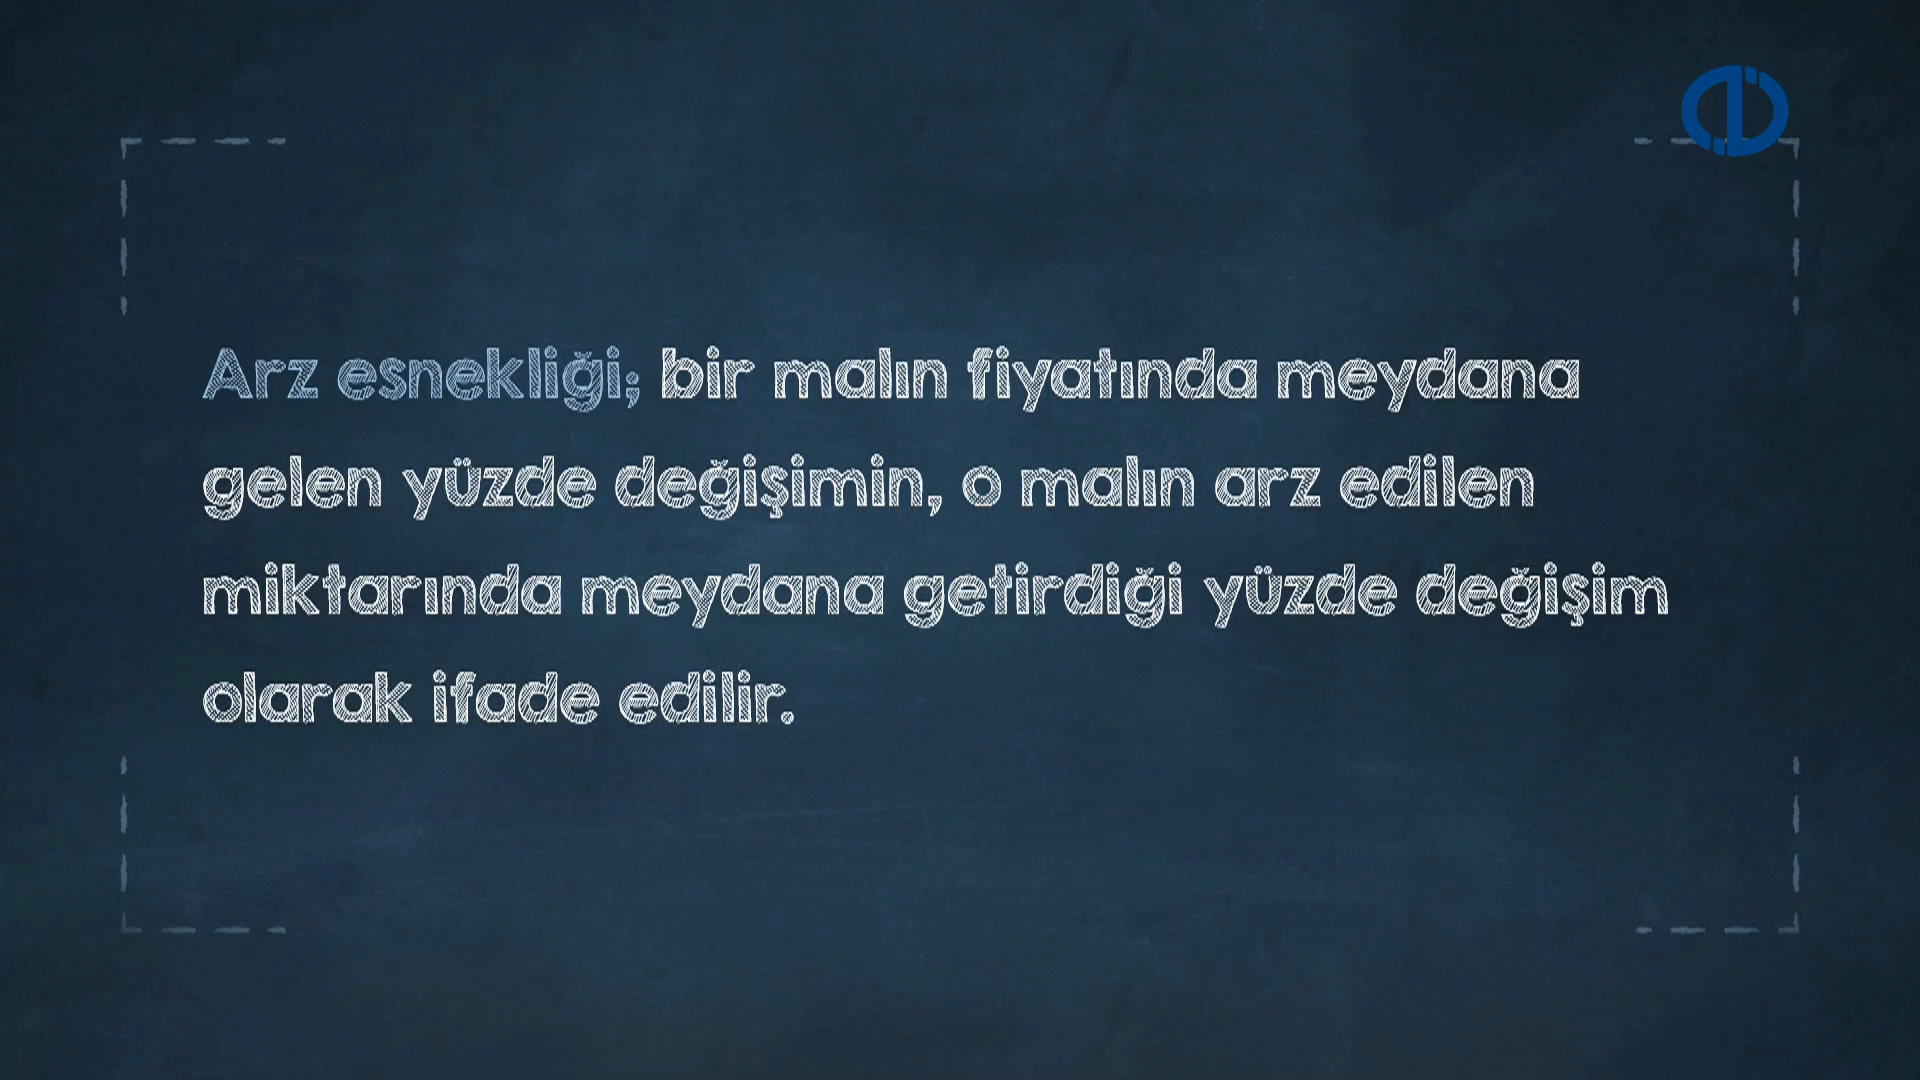 Arz esnekliği; bir malın fiyatında meydana
gelen yüzde değişimin, o malın arz edilen
miktarında meydana getirdiği yüzde değişim
olarak ifade edilir.